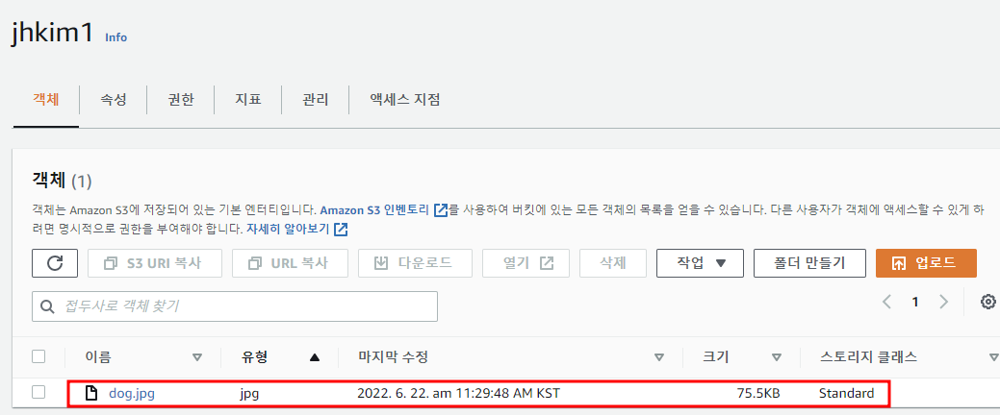 jhkim1 Info
객체 속성 권한 지표 관리 액세스 지점
객체 (1)
객체는 Amazon S3에 저장되어 있는 기본 엔터티입니다. Amazon S3 인벤토리 를 사용하여 버킷에 있는 모든 객체의 목록을 얻을 수 있습니다. 다른 사용자가 객체에 액세스할 수 있게 하
려면 명시적으로 권한을 부여해야 합니다. 자세히 알아보기
S3 URI 복사 URL 복사 다운로드 열기 삭제 작업 폴더 만들기 업로드
접두사로 객체 찾기 1
이름 유형 마지막 수정 크기 스토리지 클래스
dog.jpg jpg 2022. 6. 22. am 11:29:48 AM KST 75.5KB Standard